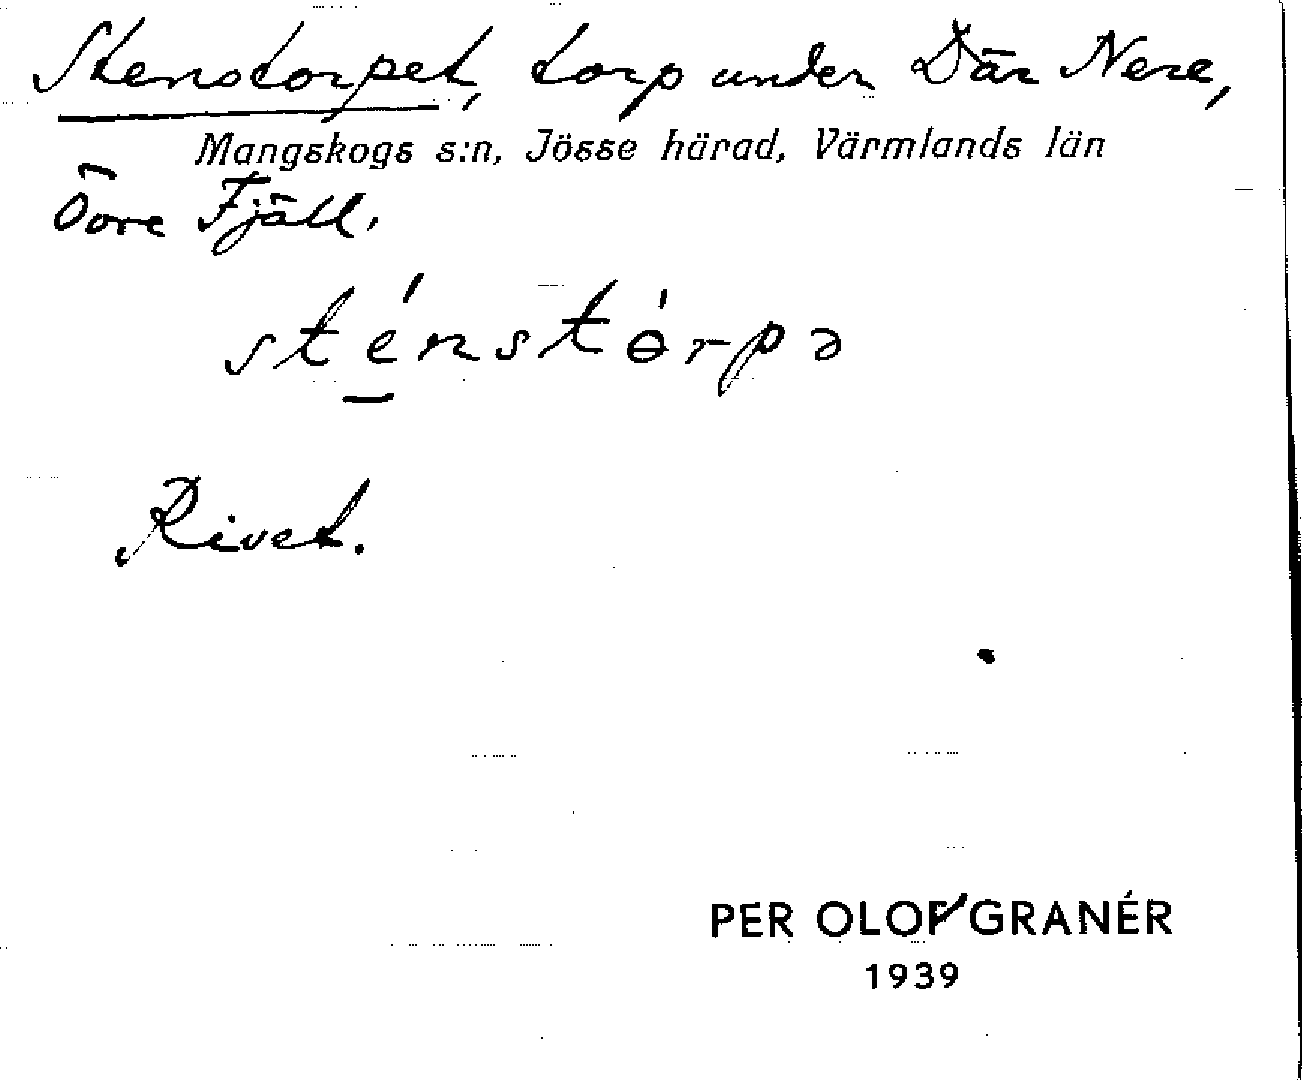 Stenstorpet, torp under Där Nere,
Mangskogs s:n, Jösse härad, Värmlands län
Övre Fjäll.
sténstórpə
Rivet.
PER OLOF GRANÉR
1939